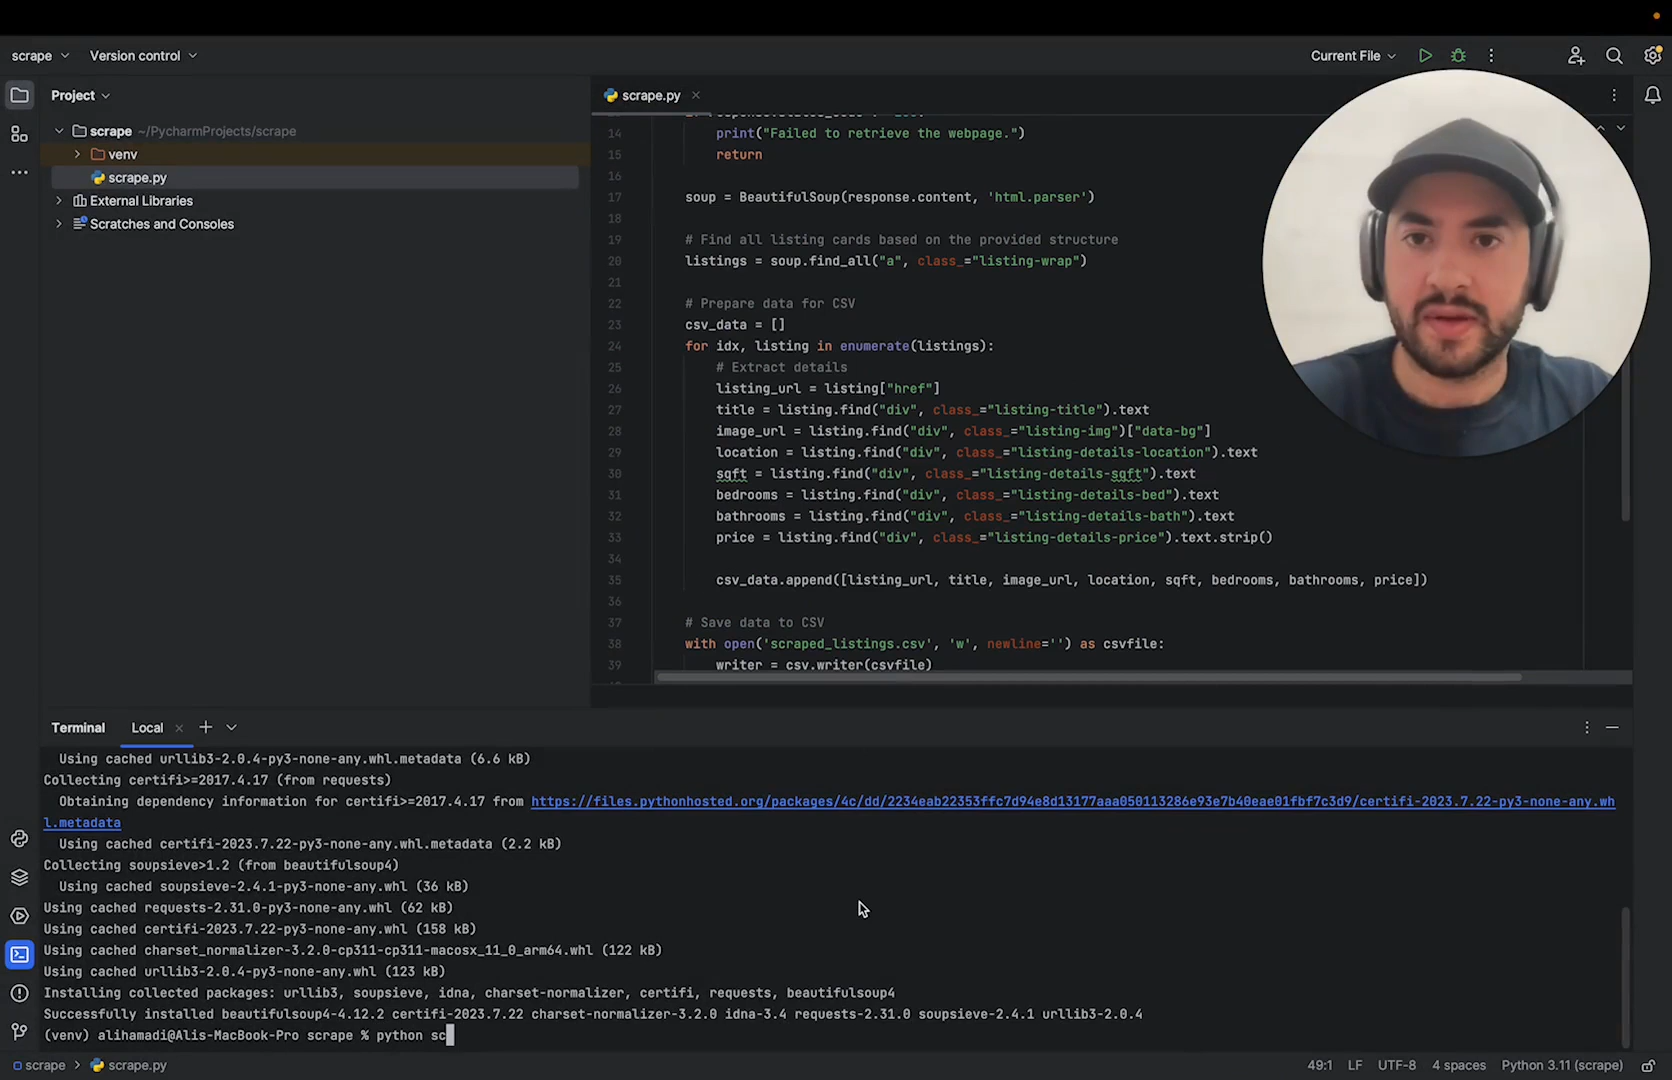 scrape
Version control
Current File
Project
scrape ~/PycharmProjects/scrape
venv
scrape.py
External Libraries
Scratches and Consoles
scrape.py
14 print("Failed to retrieve the webpage.")
15 return
16
17 soup = BeautifulSoup(response.content, 'html.parser')
18
19 # Find all listing cards based on the provided structure
20 listings = soup.find_all("a", class_="listing-wrap")
21
22 # Prepare data for CSV
23 csv_data = []
24 for idx, listing in enumerate(listings):
25 # Extract details
26 listing_url = listing["href"]
27 title = listing.find("div", class_="listing-title").text
28 image_url = listing.find("div", class_="listing-img")["data-bg"]
29 location = listing.find("div", class_="listing-details-location").text
30 sqft = listing.find("div", class_="listing-details-sqft").text
31 bedrooms = listing.find("div", class_="listing-details-bed").text
32 bathrooms = listing.find("div", class_="listing-details-bath").text
33 price = listing.find("div", class_="listing-details-price").text.strip()
34
35 csv_data.append([listing_url, title, image_url, location, sqft, bedrooms, bathrooms, price])
36
37 # Save data to CSV
38 with open('scraped_listings.csv', 'w', newline='') as csvfile:
39 writer = csv.writer(csvfile)
Terminal Local
Using cached urllib3-2.0.4-py3-none-any.whl.metadata (6.6 kB)
Collecting certifi>=2017.4.17 (from requests)
Obtaining dependency information for certifi>=2017.4.17 from https://files.pythonhosted.org/packages/4c/dd/2234eab22353ffc7d94e8d13177aaa050113286e93e7b40eae01fbf7c3d9/certifi-2023.7.22-py3-none-any.wh
l.metadata
Using cached certifi-2023.7.22-py3-none-any.whl.metadata (2.2 kB)
Collecting soupsieve>1.2 (from beautifulsoup4)
Using cached soupsieve-2.4.1-py3-none-any.whl (36 kB)
Using cached requests-2.31.0-py3-none-any.whl (62 kB)
Using cached certifi-2023.7.22-py3-none-any.whl (158 kB)
Using cached charset_normalizer-3.2.0-cp311-cp311-macosx_11_0_arm64.whl (122 kB)
Using cached urllib3-2.0.4-py3-none-any.whl (123 kB)
Installing collected packages: urllib3, soupsieve, idna, charset-normalizer, certifi, requests, beautifulsoup4
Successfully installed beautifulsoup4-4.12.2 certifi-2023.7.22 charset-normalizer-3.2.0 idna-3.4 requests-2.31.0 soupsieve-2.4.1 urllib3-2.0.4
(venv) alihamadi@Alis-MacBook-Pro scrape % python sc
scrape > scrape.py
49:1 LF UTF-8 4 spaces Python 3.11 (scrape)